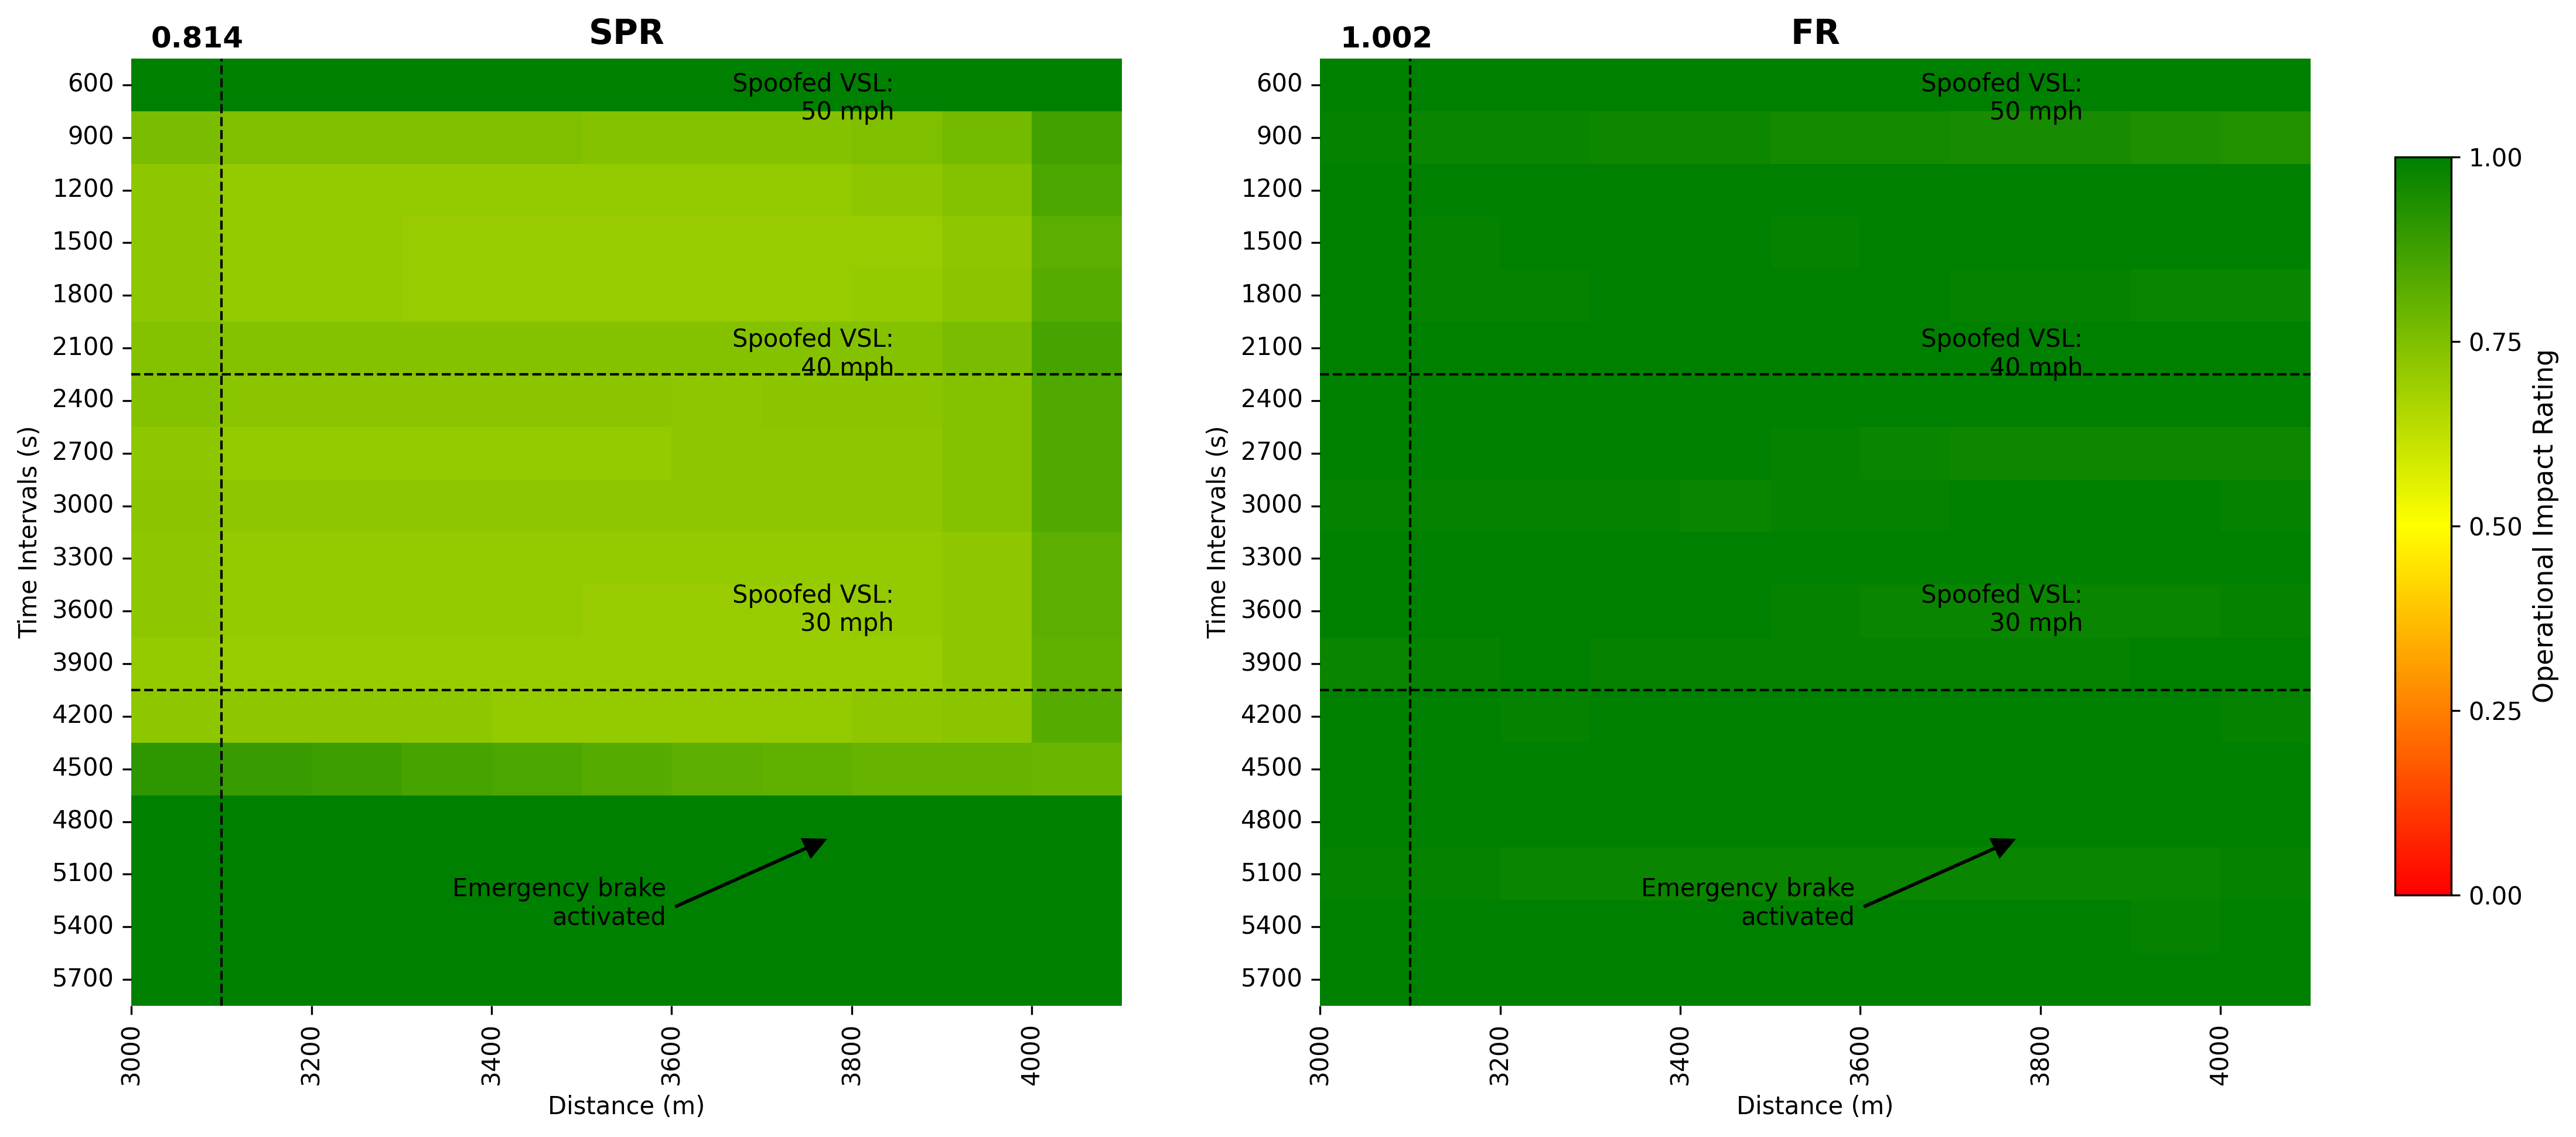 0.814
SPR
Spoofed VSL:
50 mph
Spoofed VSL:
40 mph
Spoofed VSL:
30 mph
Emergency brake
activated
600
900
1200
1500
1800
2100
2400
2700
3000
3300
3600
3900
4200
4500
4800
5100
5400
5700
Time Intervals (s)
3000
3200
3400
3600
3800
4000
Distance (m)
1.002
FR
Spoofed VSL:
50 mph
Spoofed VSL:
40 mph
Spoofed VSL:
30 mph
Emergency brake
activated
600
900
1200
1500
1800
2100
2400
2700
3000
3300
3600
3900
4200
4500
4800
5100
5400
5700
Time Intervals (s)
3000
3200
3400
3600
3800
4000
Distance (m)
1.00
0.75
0.50
0.25
0.00
Operational Impact Rating